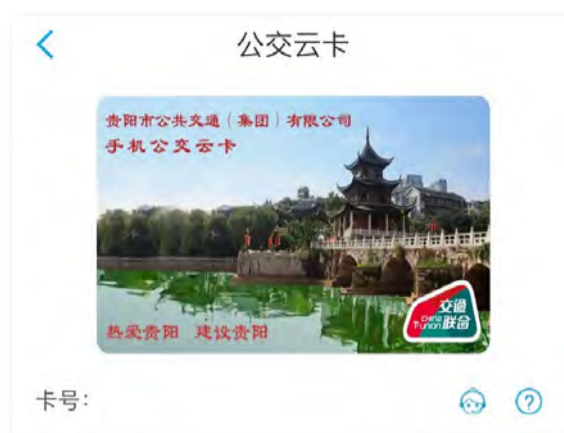 公交云卡
贵阳市公共交通（集团）有限公司
手机公交云卡
热爱贵阳 建设贵阳
交通
CHINA
T-union 联合
卡号:
?